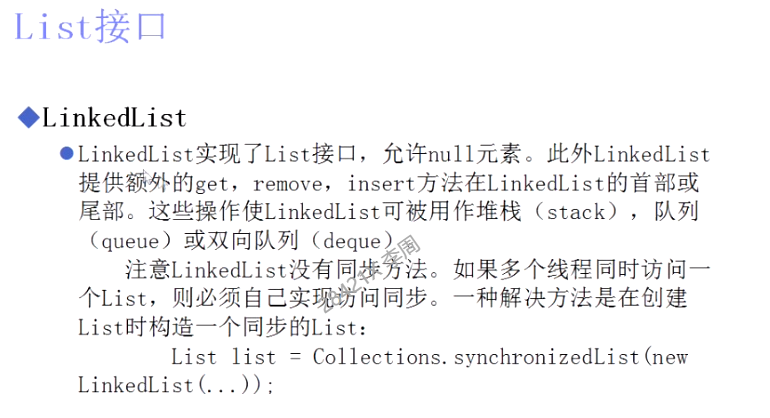 List接口
◆LinkedList
●LinkedList实现了List接口，允许null元素。此外LinkedList
提供额外的get，remove，insert方法在LinkedList的首部或
尾部。这些操作使LinkedList可被用作堆栈（stack），队列
（queue）或双向队列（deque）
注意LinkedList没有同步方法。如果多个线程同时访问一
个List，则必须自己实现访问同步。一种解决方法是在创建
List时构造一个同步的List：
List list = Collections.synchronizedList(new
LinkedList(...));
李周